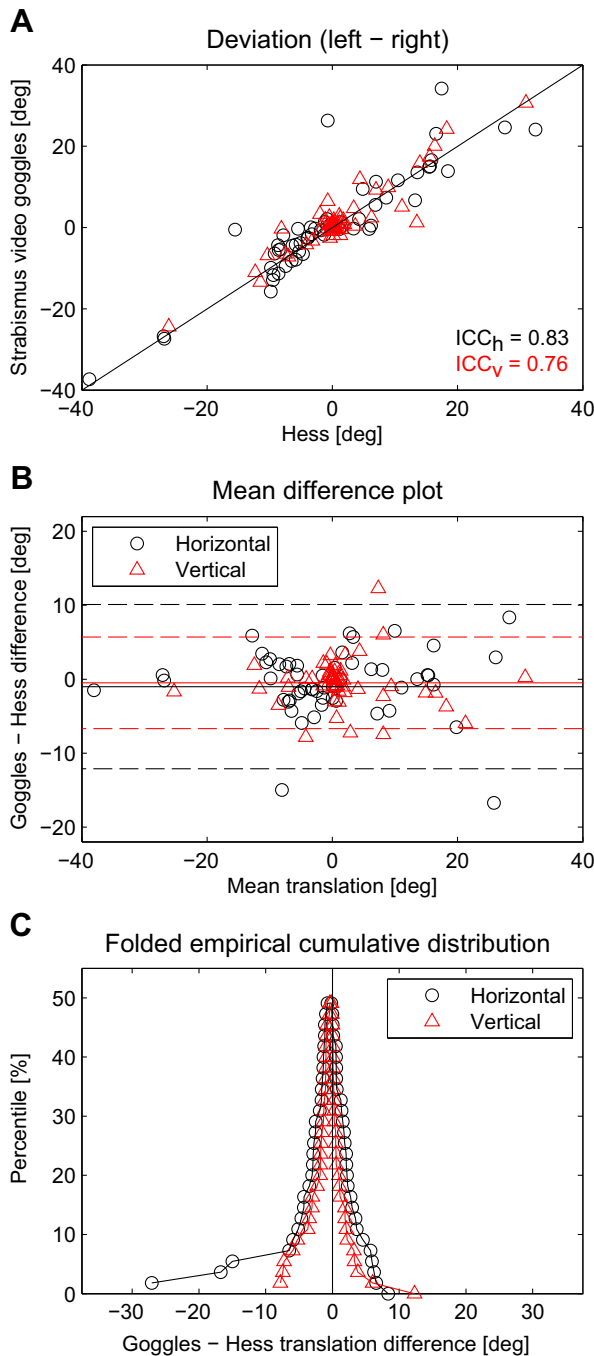 A
Deviation (left − right)
Strabismus video goggles [deg]
40
20
0
−20
−40
ICCh = 0.83
ICCv = 0.76
−40 −20 0 20 40
Hess [deg]
B
Mean difference plot
Goggles − Hess difference [deg]
20
10
0
−10
−20
Horizontal
Vertical
−40 −20 0 20 40
Mean translation [deg]
C
Folded empirical cumulative distribution
Percentile [%]
50
40
30
20
10
0
Horizontal
Vertical
−30 −20 −10 0 10 20 30
Goggles − Hess translation difference [deg]